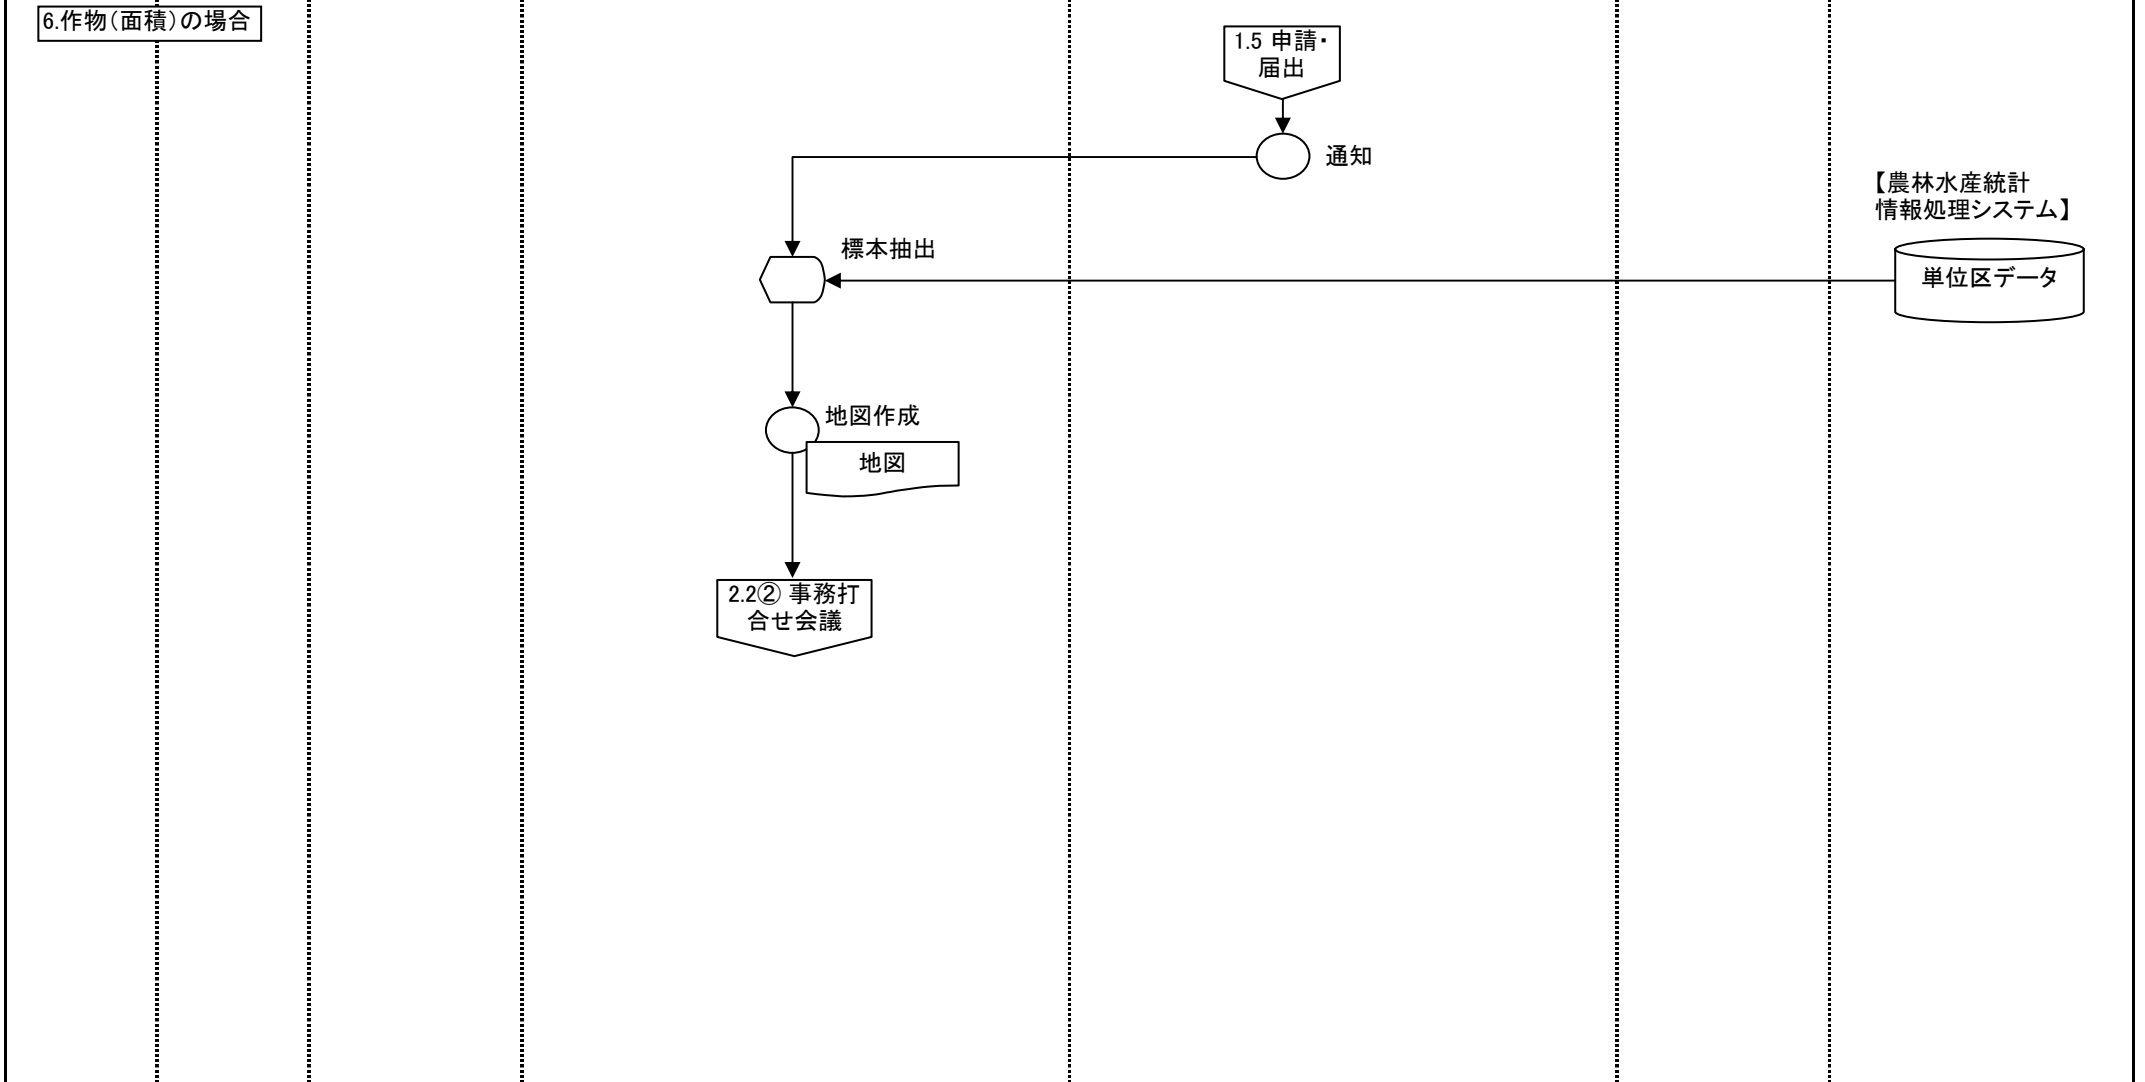 6.作物（面積）の場合
1.5 申請・
届出
通知
【農林水産統計
情報処理システム】
標本抽出
単位区データ
地図作成
地図
2.2② 事務打
合せ会議